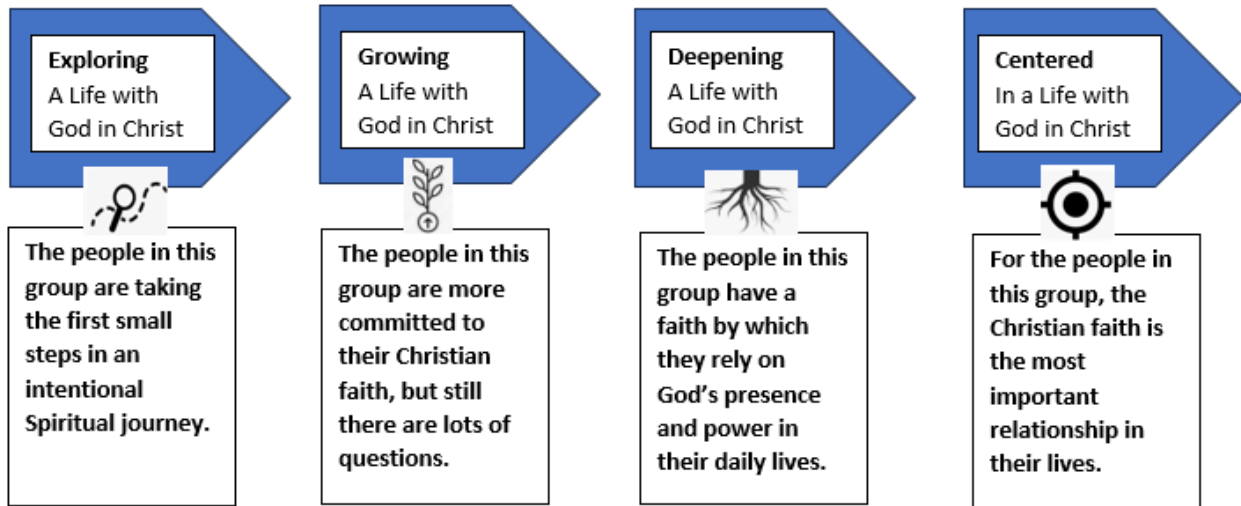 Exploring
A Life with
God in Christ
Growing
A Life with
God in Christ
Deepening
A Life with
God in Christ
Centered
In a Life with
God in Christ
The people in this
group are taking
the first small
steps in an
intentional
Spiritual journey.
The people in this
group are more
committed to
their Christian
faith, but still
there are lots of
questions.
The people in this
group have a
faith by which
they rely on
God’s presence
and power in
their daily lives.
For the people in
this group, the
Christian faith is
the most
important
relationship in
their lives.